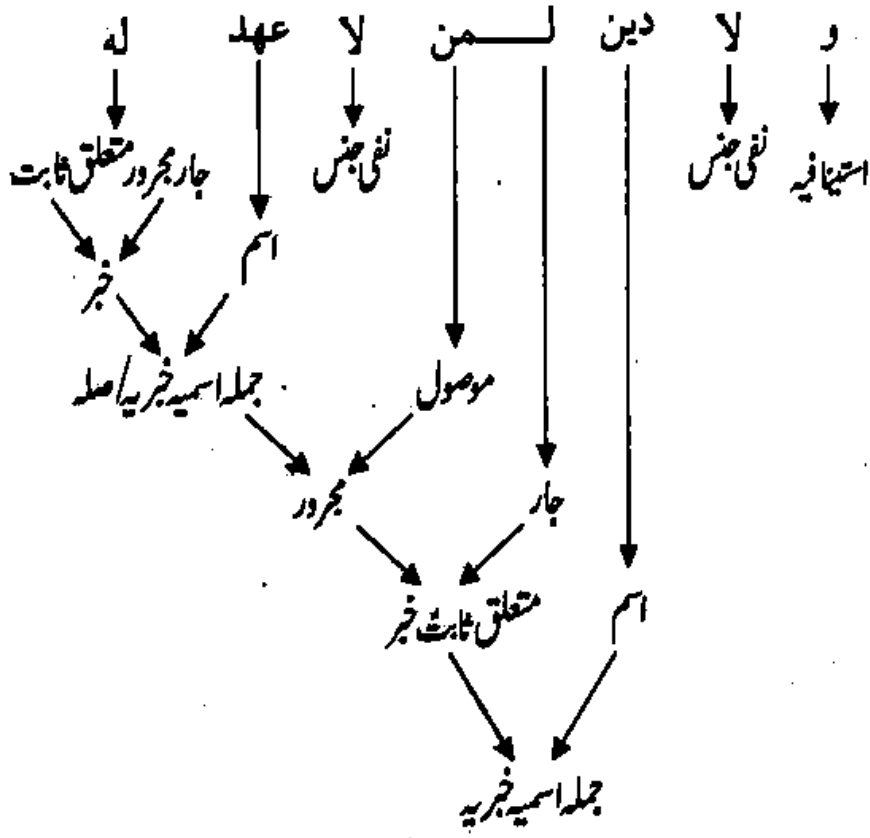 و لا دین لـــمن لا عهد له
استینافیہ نفی جنس نفی جنس جار مجرور متعلق ثابت
اسم خبر
موصول جملہ اسمیہ خبریہ/صلہ
جار مجرور
اسم متعلق ثابت خبر
جملہ اسمیہ خبریہ